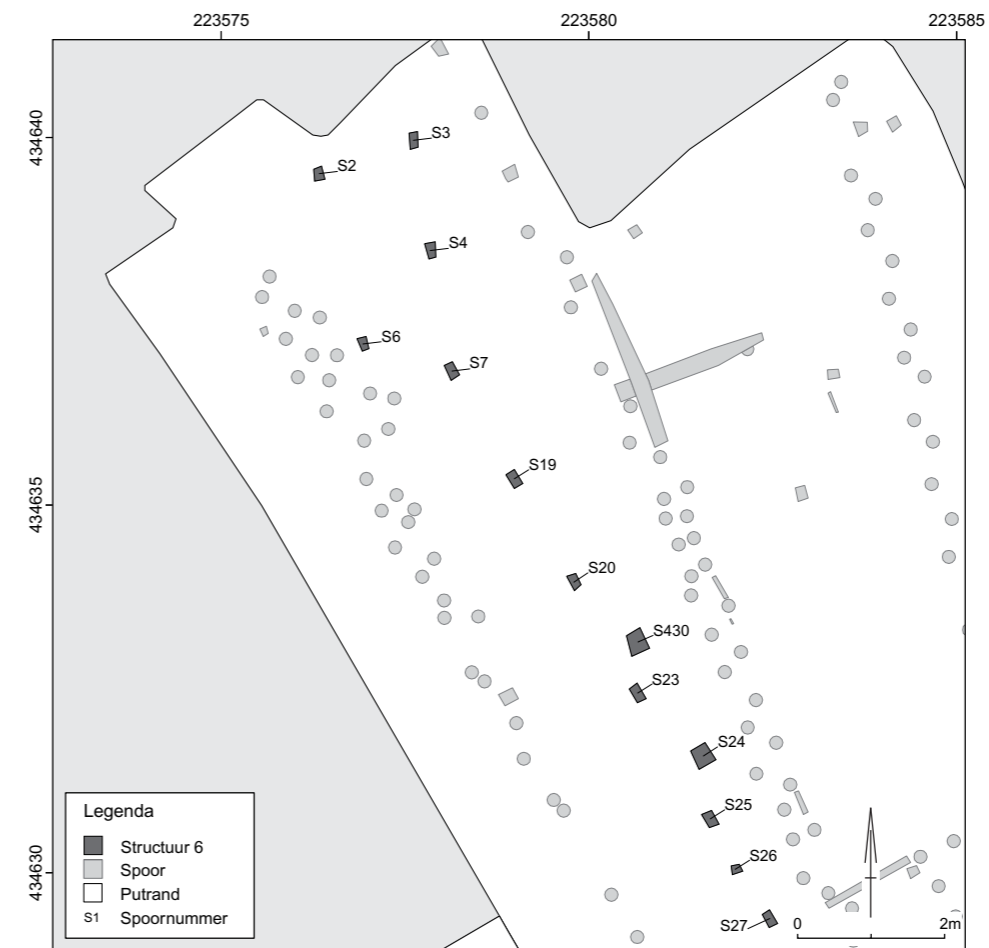 223575 223580 223585
434640
434635
434630
S3
S2
S4
S6
S7
S19
S20
S430
S23
S24
S25
S26
S27
Legenda
Structuur 6
Spoor
Putrand
S1 Spoornummer
0 2m